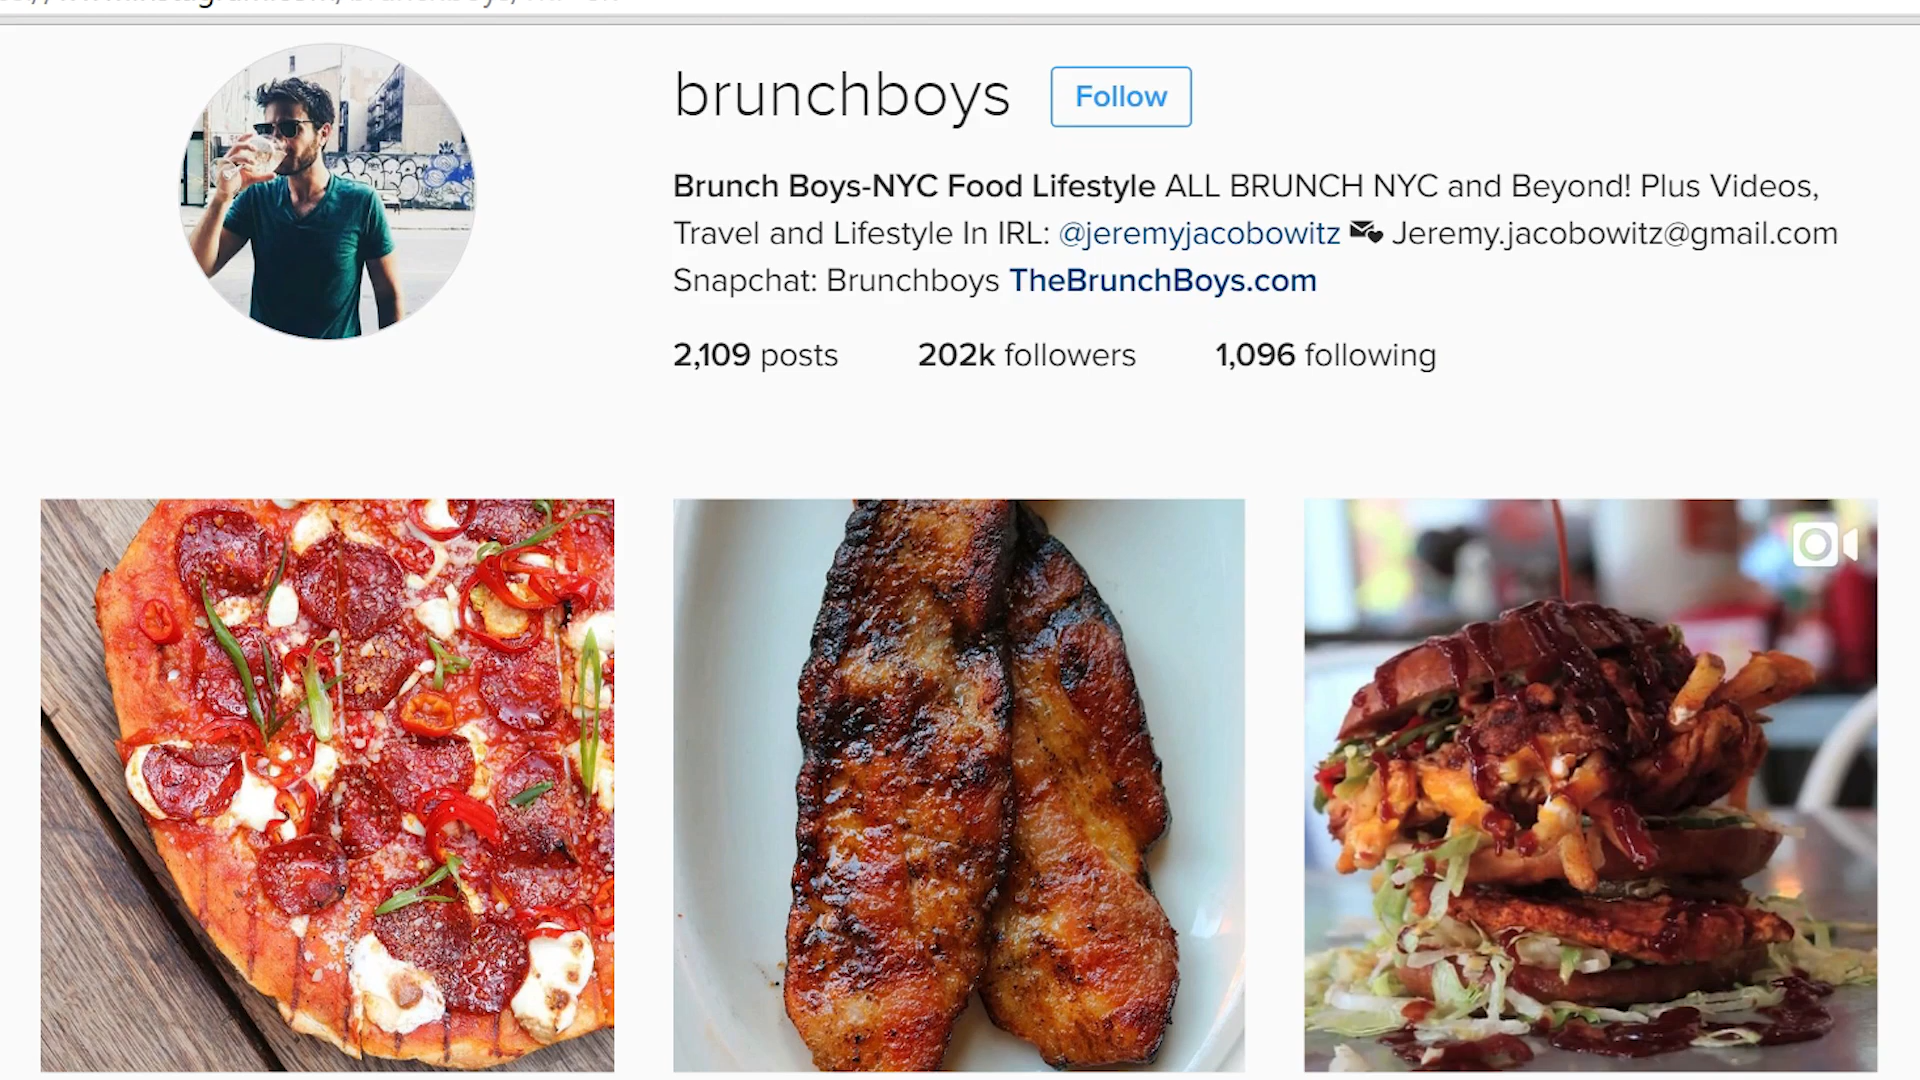 brunchboys Follow
Brunch Boys-NYC Food Lifestyle ALL BRUNCH NYC and Beyond! Plus Videos,
Travel and Lifestyle In IRL: @jeremyjacobowitz Jeremy.jacobowitz@gmail.com
Snapchat: Brunchboys TheBrunchBoys.com
2,109 posts 202k followers 1,096 following